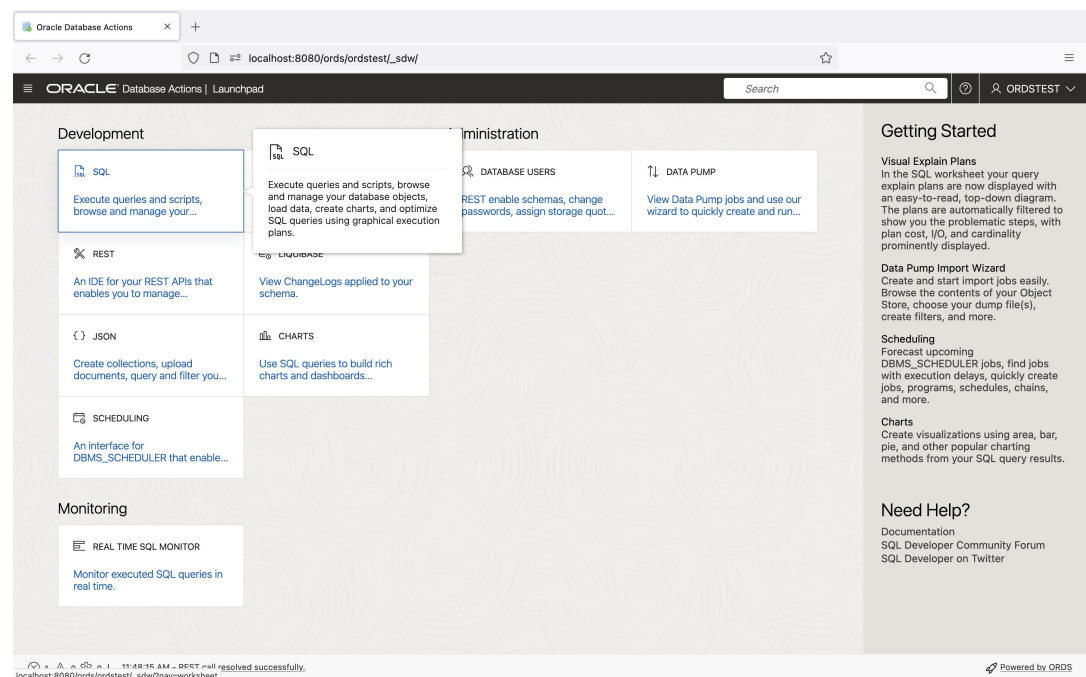 Oracle Database Actions
localhost:8080/ords/ordstest/_sdw/
ORACLE Database Actions | Launchpad
Search
ORDSTEST
Development
SQL
Execute queries and scripts,
browse and manage your...
SQL
Execute queries and scripts, browse
and manage your database objects,
load data, create charts, and optimize
SQL queries using graphical execution
plans.
REST
An IDE for your REST APIs that
enables you to manage...
LIQUIBASE
View ChangeLogs applied to your
schema.
JSON
Create collections, upload
documents, query and filter you...
CHARTS
Use SQL queries to build rich
charts and dashboards...
SCHEDULING
An interface for
DBMS_SCHEDULER that enable...
Monitoring
REAL TIME SQL MONITOR
Monitor executed SQL queries in
real time.
ministration
DATABASE USERS
REST enable schemas, change
passwords, assign storage quot...
DATA PUMP
View Data Pump jobs and use our
wizard to quickly create and run...
Getting Started
Visual Explain Plans
In the SQL worksheet your query
explain plans are now displayed with
an easy-to-read, top-down diagram.
The plans are automatically filtered to
show you the problematic steps, with
plan cost, I/O, and cardinality
prominently displayed.
Data Pump Import Wizard
Create and start import jobs easily.
Browse the contents of your Object
Store, choose your dump file(s),
create filters, and more.
Scheduling
Forecast upcoming
DBMS_SCHEDULER jobs, find jobs
with execution delays, quickly create
jobs, programs, schedules, chains,
and more.
Charts
Create visualizations using area, bar,
pie, and other popular charting
methods from your SQL query results.
Need Help?
Documentation
SQL Developer Community Forum
SQL Developer on Twitter
11:48:15 AM - REST call resolved successfully.
localhost:8080/ords/ordstest/_sdw/?nav=worksheet
Powered by ORDS